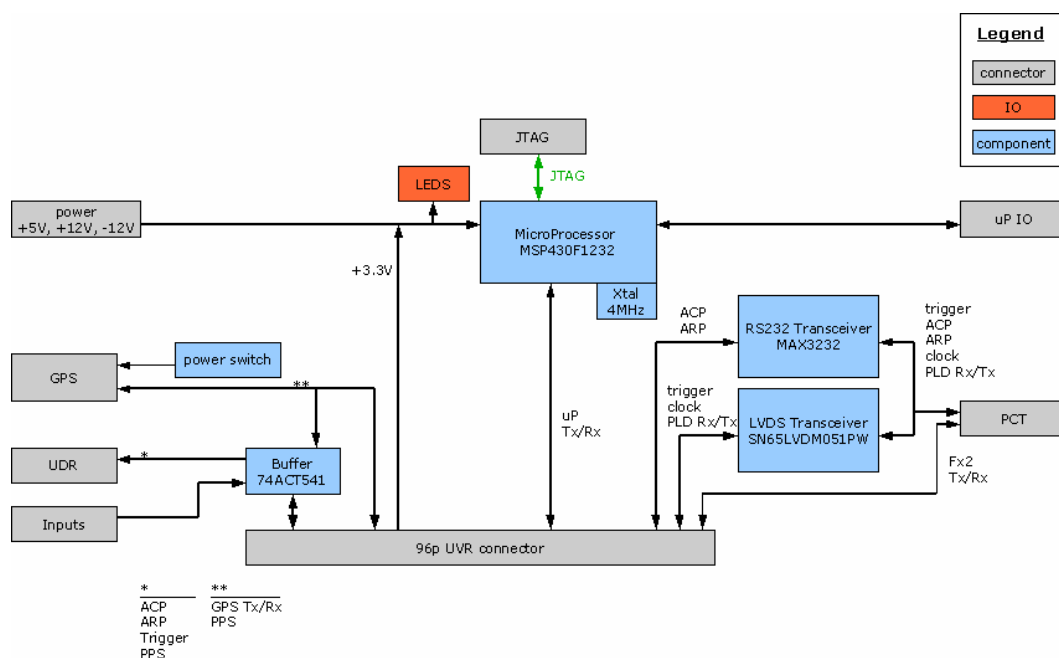 Legend
connector
IO
component
JTAG
JTAG
LEDS
power
+5V, +12V, -12V
MicroProcessor
MSP430F1232
uP IO
+3.3V
Xtal
4MHz
ACP
ARP
RS232 Transceiver
MAX3232
trigger
ACP
ARP
clock
PLD Rx/Tx
power switch
GPS
**
trigger
clock
PLD Rx/Tx
LVDS Transceiver
SN65LVDM051PW
PCT
uP
Tx/Rx
UDR
*
Buffer
74ACT541
Fx2
Tx/Rx
Inputs
96p UVR connector
*
ACP
ARP
Trigger
PPS
**
GPS Tx/Rx
PPS